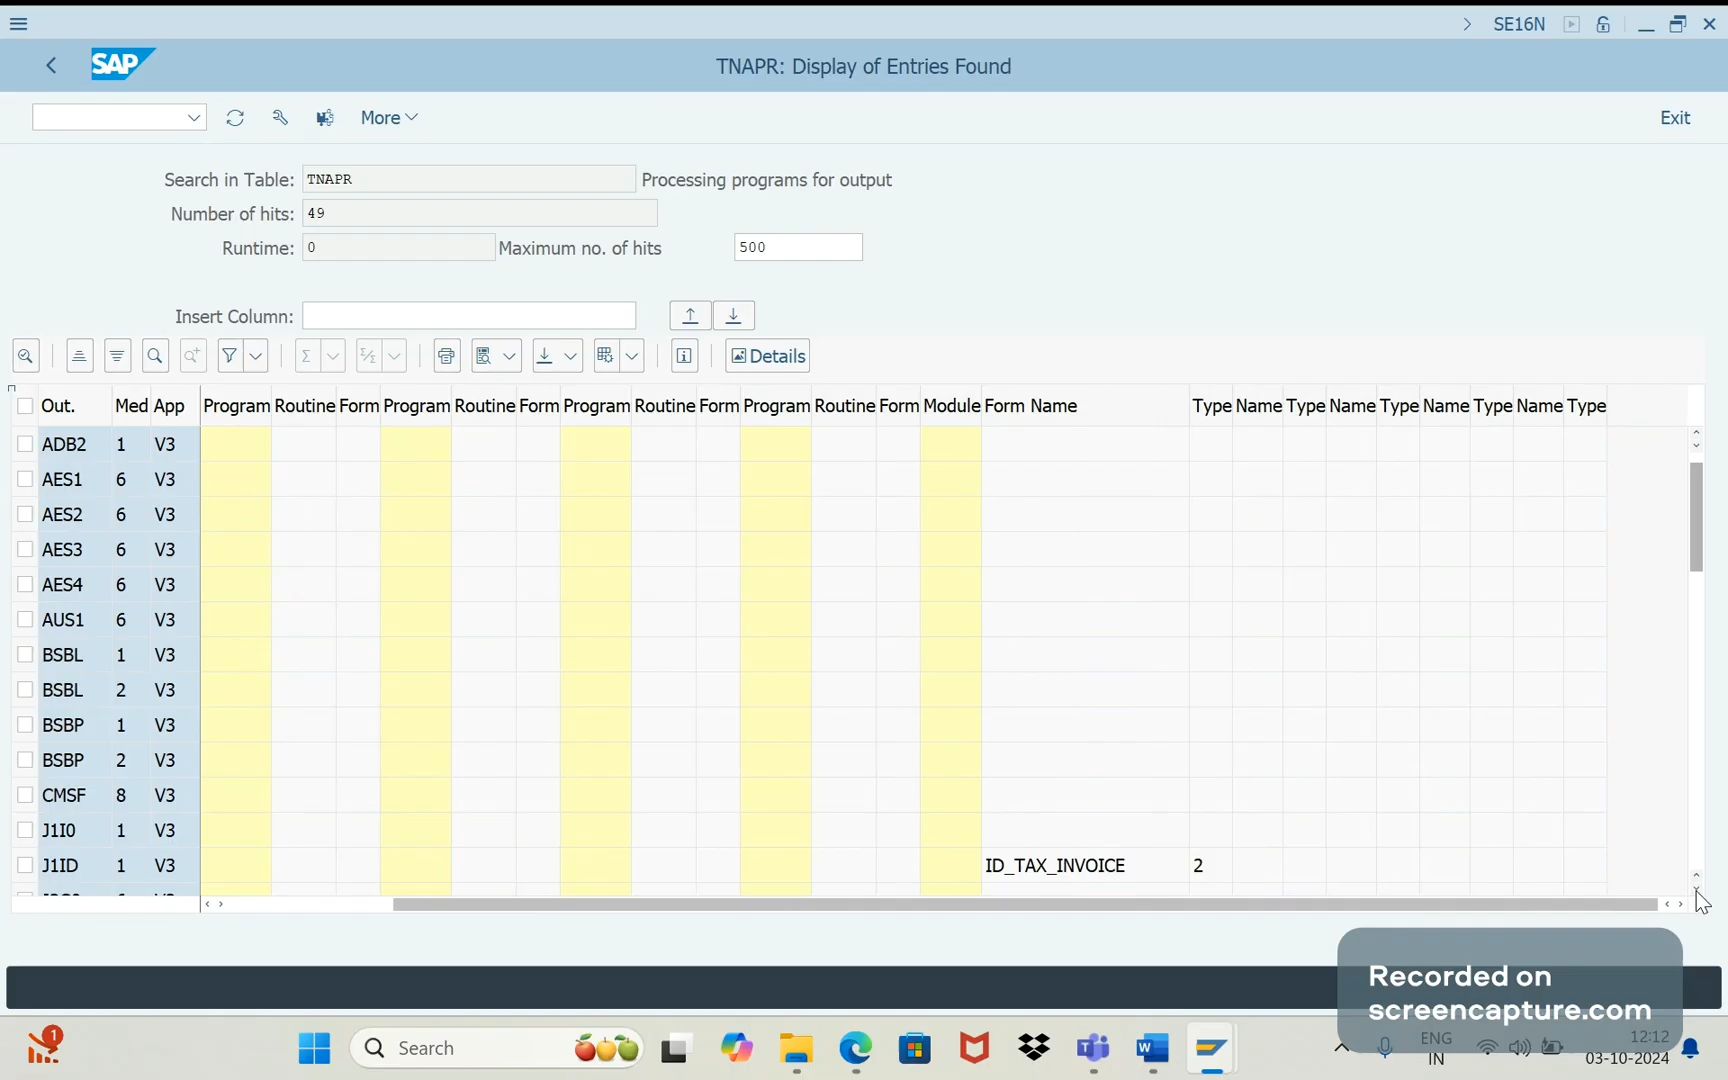 SE16N
SAP
TNAPR: Display of Entries Found
More
Exit
Search in Table: TNAPR Processing programs for output
Number of hits: 49
Runtime: 0 Maximum no. of hits 500
Insert Column:
Details
Out. Med App Program Routine Form Program Routine Form Program Routine Form Program Routine Form Module Form Name Type Name Type Name Type Name Type Name Type
ADB2 1 V3
AES1 6 V3
AES2 6 V3
AES3 6 V3
AES4 6 V3
AUS1 6 V3
BSBL 1 V3
BSBL 2 V3
BSBP 1 V3
BSBP 2 V3
CMSF 8 V3
J1I0 1 V3
J1ID 1 V3 ID_TAX_INVOICE 2
Recorded on
screencapture.com
1
Search
ENG
IN
12:12
03-10-2024